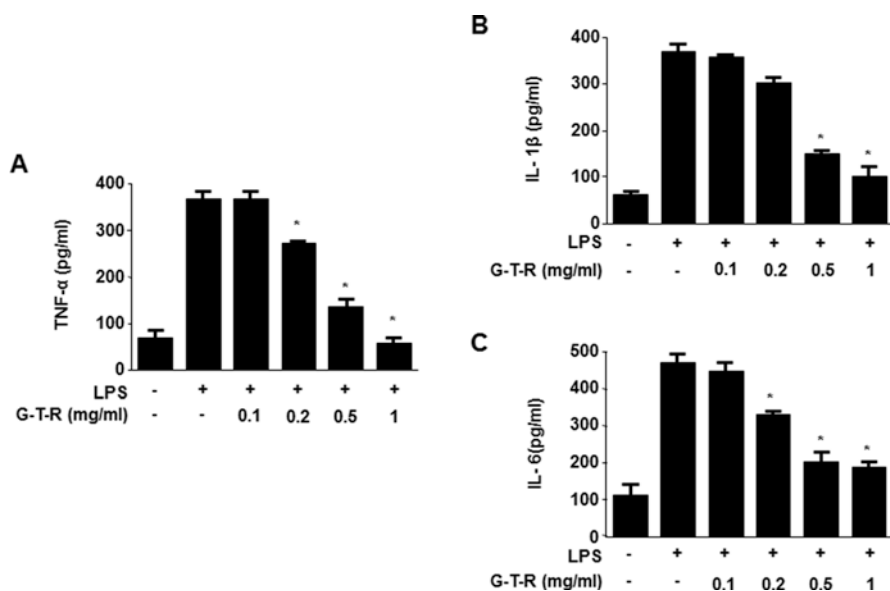 A
TNF-α (pg/ml)
400
300
200
100
0
* * *
LPS - + + + + +
G-T-R (mg/ml) - - 0.1 0.2 0.5 1
B
IL- 1β (pg/ml)
400
300
200
100
0
* *
LPS - + + + + +
G-T-R (mg/ml) - - 0.1 0.2 0.5 1
C
IL- 6(pg/ml)
500
400
300
200
100
0
* * *
LPS - + + + + +
G-T-R (mg/ml) - - 0.1 0.2 0.5 1